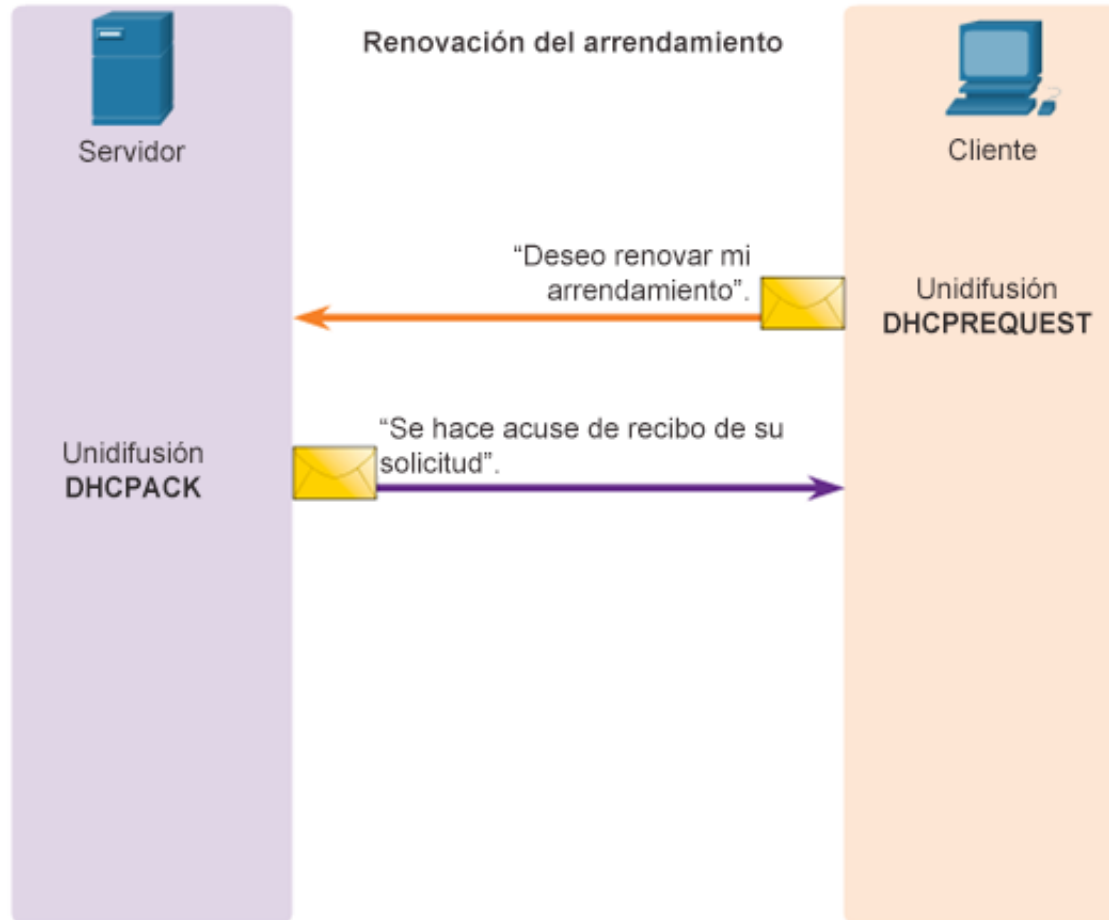 Renovación del arrendamiento
Servidor
Cliente
“Deseo renovar mi
arrendamiento”.
Unidifusión
DHCPREQUEST
“Se hace acuse de recibo de su
solicitud”.
Unidifusión
DHCPACK